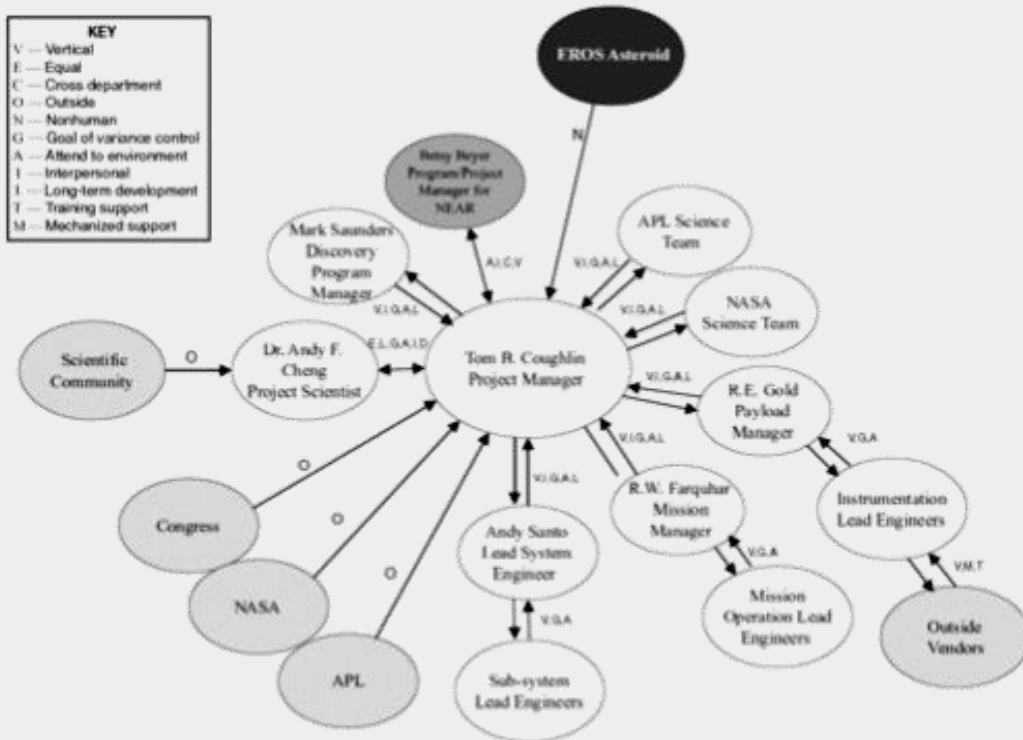 KEY
V --- Vertical
E --- Equal
C --- Cross department
O --- Outside
N --- Nonhuman
G --- Goal of variance control
A --- Attend to environment
I --- Interpersonal
L --- Long-term development
T --- Training support
M --- Mechanized support
EROS Asteroid
N
Betsy Beyer
Program/Project
Manager for
NEAR
Mark Saunders
Discovery
Program
Manager
APL Science
Team
A,I,C,V
V,I,G,A,L
V,I,G,A,L
V,I,G,A,L
NASA
Science Team
Scientific
Community
O
Dr. Andy F.
Cheng
Project Scientist
E,L,G,A,I,D
Tom B. Coughlin
Project Manager
V,I,G,A,L
R.E. Gold
Payload
Manager
V,G,A
Congress
O
NASA
O
APL
O
V,I,G,A,L
Andy Santo
Lead System
Engineer
V,G,A
Sub-system
Lead Engineers
V,I,G,A,L
R.W. Farquhar
Mission
Manager
V,G,A
Mission
Operation Lead
Engineers
Instrumentation
Lead Engineers
V,M,T
Outside
Vendors